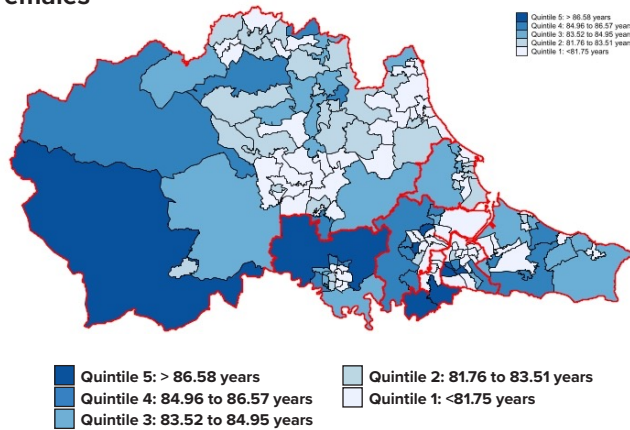 emales
Quintile 5: > 86.58 years
Quintile 4: 84.96 to 86.57 years
Quintile 3: 83.52 to 84.95 years
Quintile 2: 81.76 to 83.51 years
Quintile 1: <81.75 years
Quintile 5: > 86.58 years
Quintile 4: 84.96 to 86.57 years
Quintile 3: 83.52 to 84.95 years
Quintile 2: 81.76 to 83.51 years
Quintile 1: <81.75 years